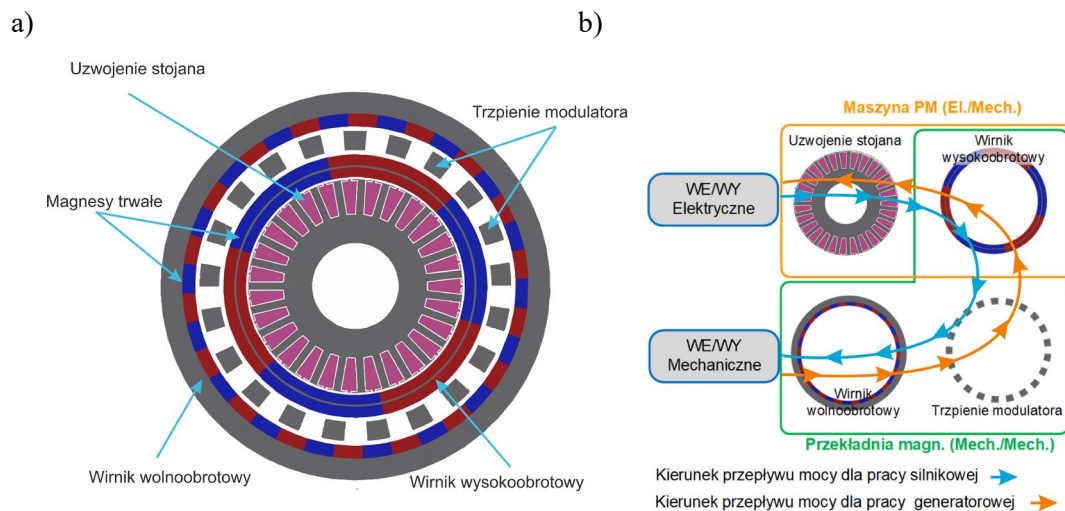 a)
Uzwojenie stojana
Trzpienie modulatora
Magnesy trwałe
Wirnik wolnoobrotowy
Wirnik wysokoobrotowy
b)
Maszyna PM (El./Mech.)
Uzwojenie stojana
Wirnik
wysokoobrotowy
WE/WY
Elektryczne
WE/WY
Mechaniczne
Wirnik
wolnoobrotowy
Trzpienie modulatora
Przekładnia magn. (Mech./Mech.)
Kierunek przepływu mocy dla pracy silnikowej
Kierunek przepływu mocy dla pracy generatorowej